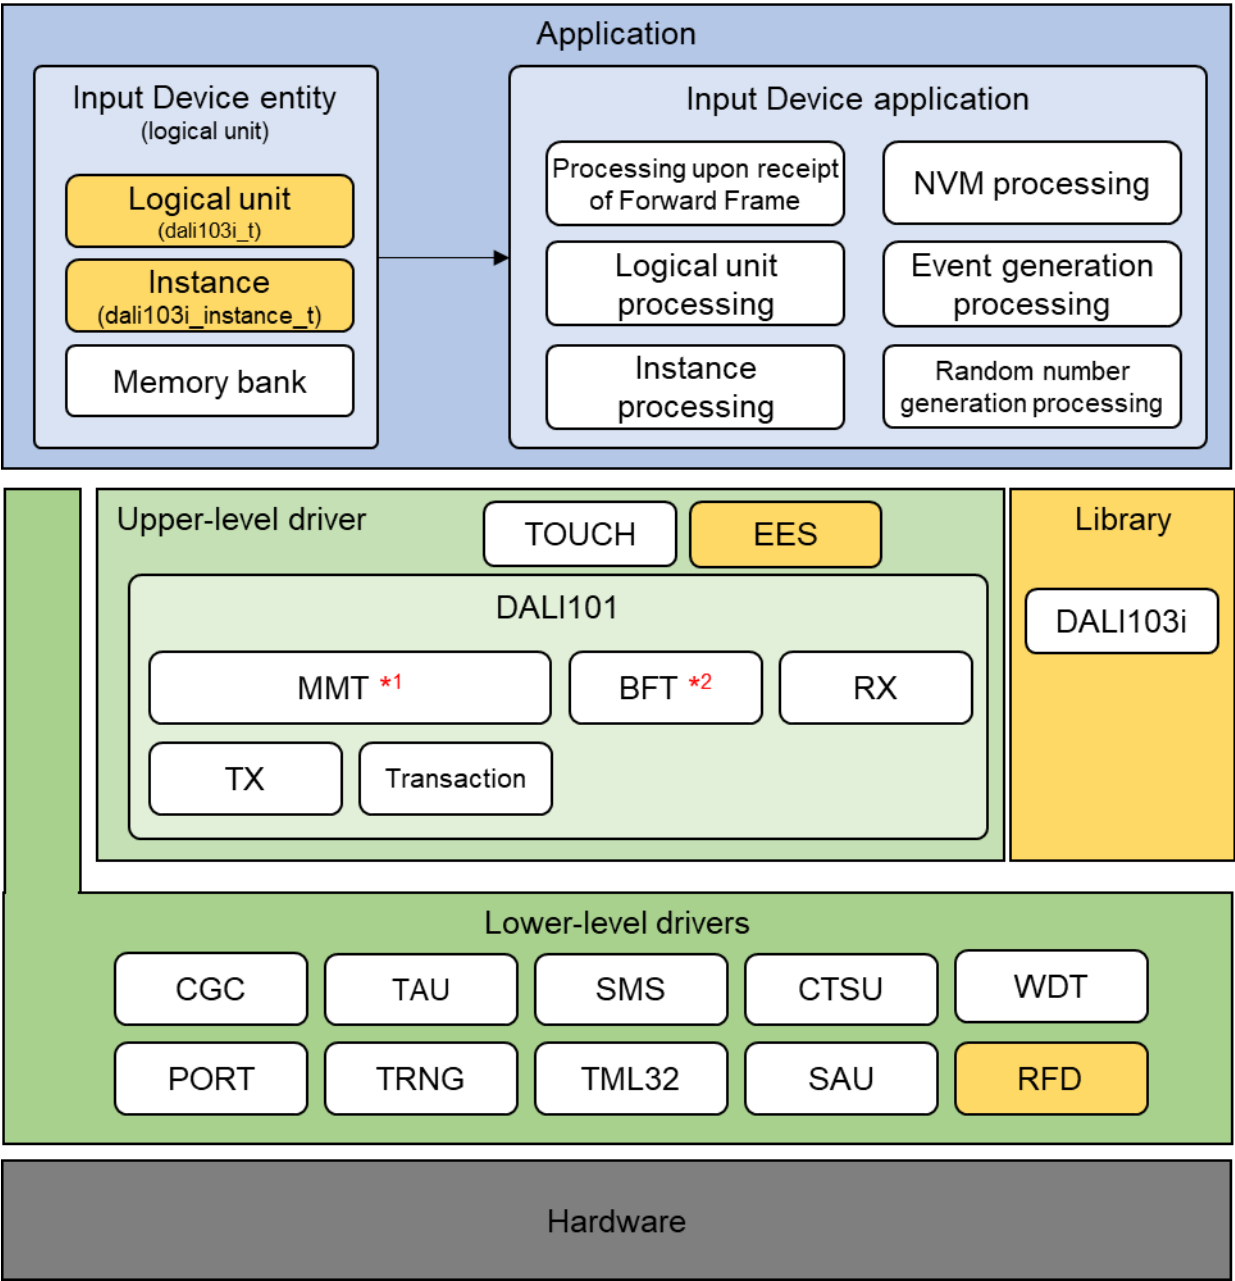 Application
Input Device entity
(logical unit)
Logical unit
(dali103i_t)
Instance
(dali103i_instance_t)
Memory bank
Input Device application
Processing upon receipt
of Forward Frame
NVM processing
Logical unit
processing
Event generation
processing
Instance
processing
Random number
generation processing
Upper-level driver
TOUCH
EES
DALI101
MMT *1
BFT *2
RX
TX
Transaction
Library
DALI103i
Lower-level drivers
CGC
TAU
SMS
CTSU
WDT
PORT
TRNG
TML32
SAU
RFD
Hardware